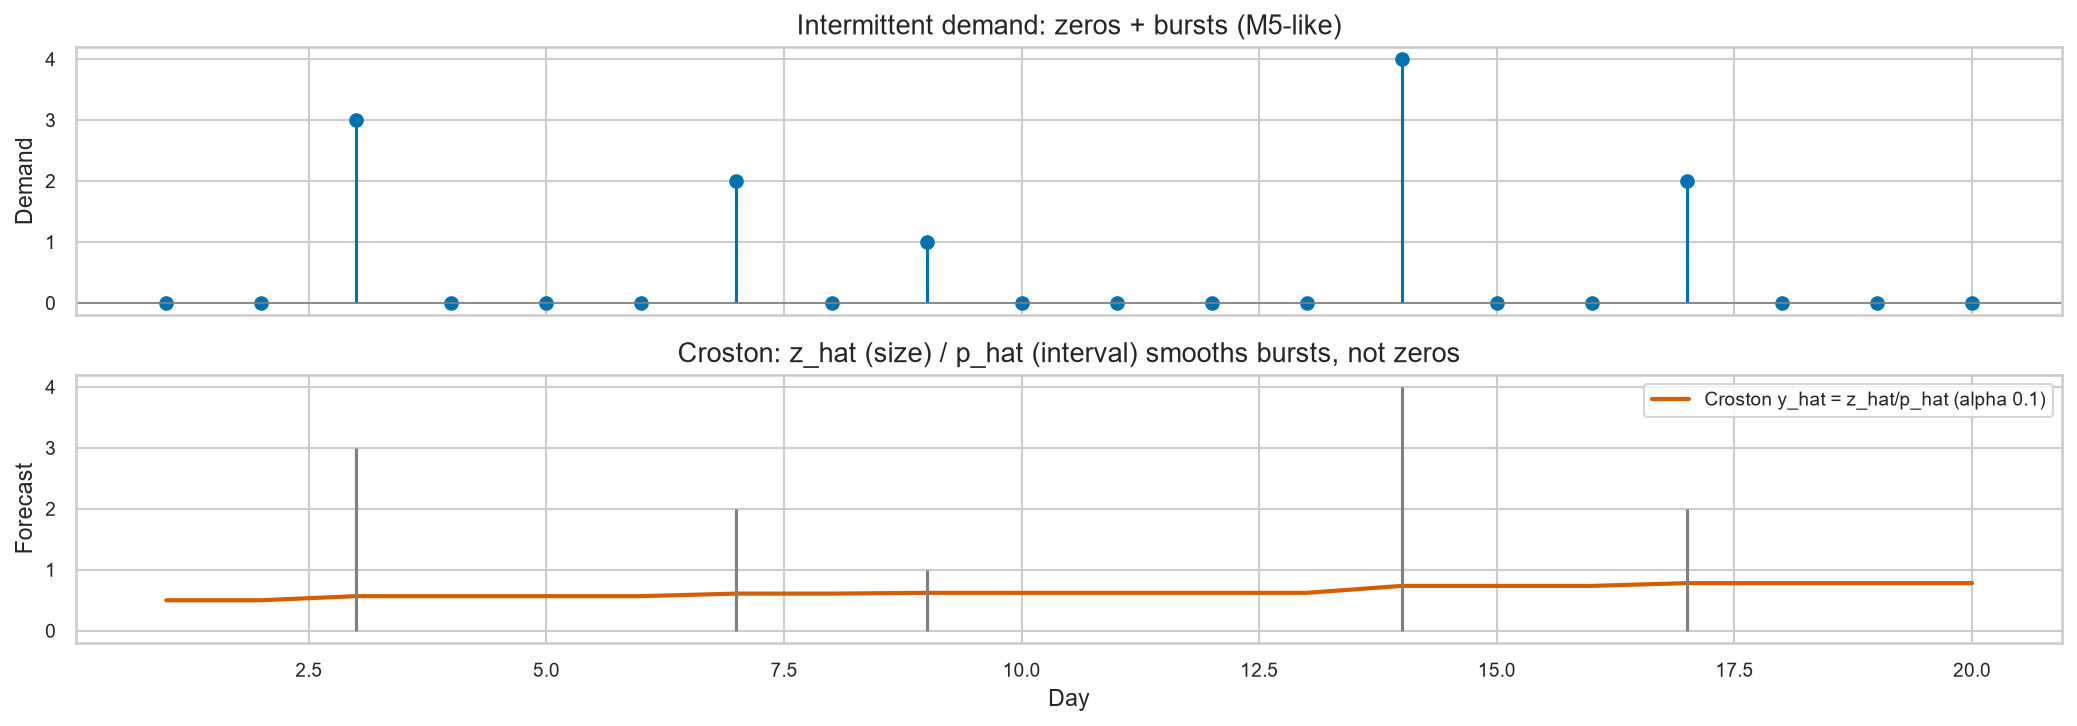 Intermittent demand: zeros + bursts (M5-like)
4
3
2
1
0
Demand
Croston: z_hat (size) / p_hat (interval) smooths bursts, not zeros
Croston y_hat = z_hat/p_hat (alpha 0.1)
4
3
2
1
0
Forecast
2.5 5.0 7.5 10.0 12.5 15.0 17.5 20.0
Day